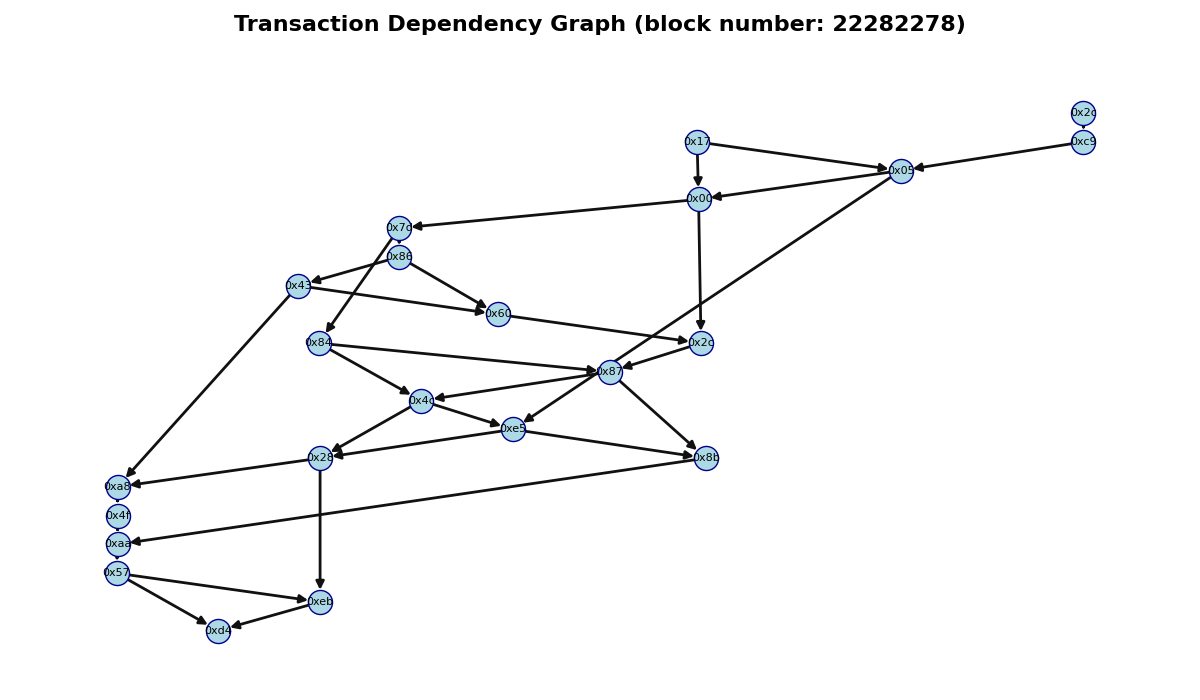 Transaction Dependency Graph (block number: 22282278)
0x2c
0x17
0xc9
0x05
0x00
0x7d
0x86
0x43
0x60
0x84
0x2c
0x87
0x4c
0xe5
0x28
0x8b
0xa8
0x4f
0xaa
0x57
0xeb
0xd4